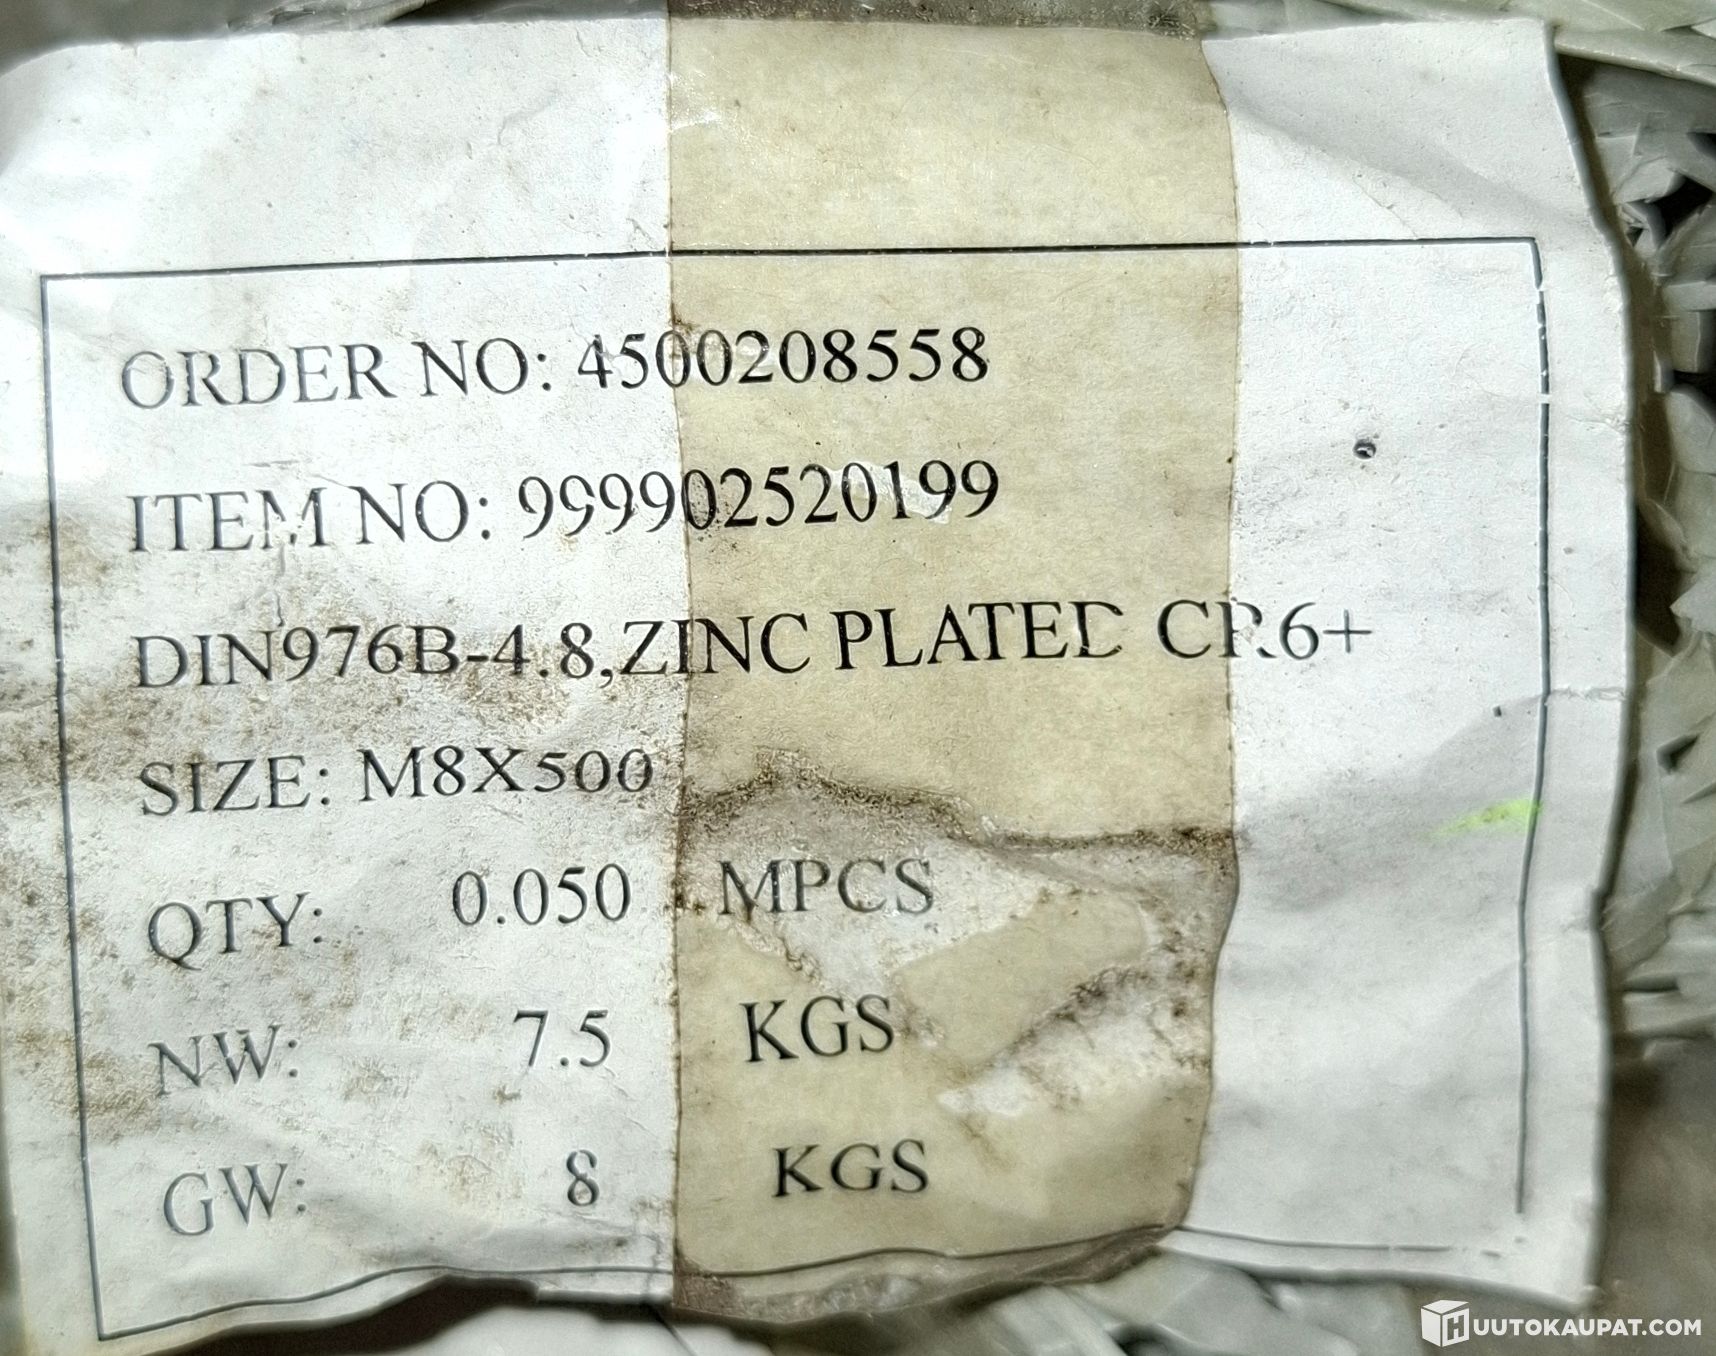 ORDER NO: 4500208558
ITEM NO: 999902520199
DIN976B-4.8,ZINC PLATED CR6+
SIZE: M8X500
QTY: 0.050 MPCS
NW: 7.5 KGS
GW: 8 KGS
HUUTOKAUPAT.COM